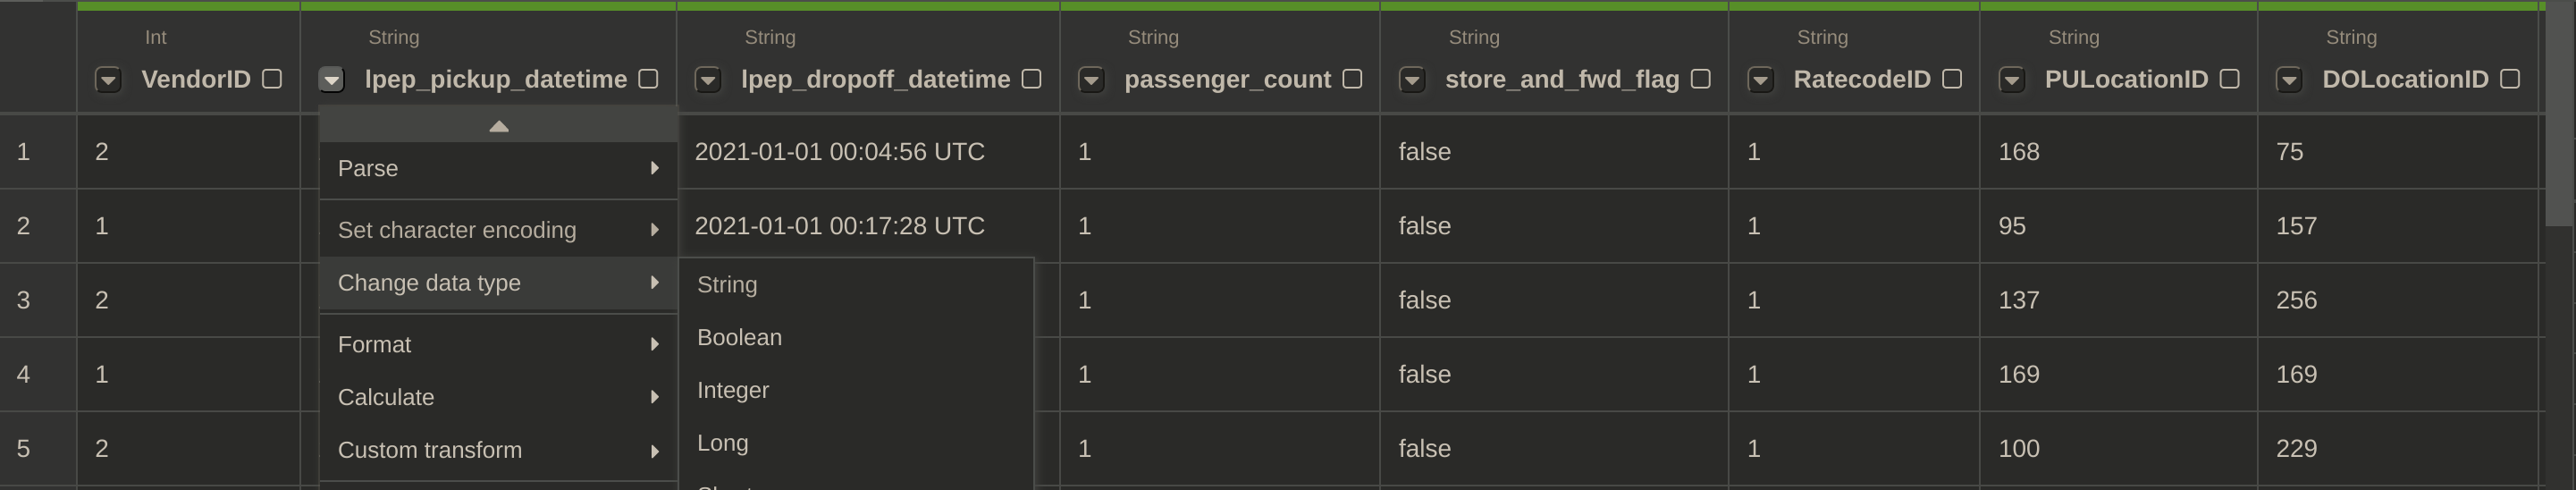 Int String String String String String String String
VendorID lpep_pickup_datetime lpep_dropoff_datetime passenger_count store_and_fwd_flag RatecodeID PULocationID DOLocationID
1 2 2021-01-01 00:04:56 UTC 1 false 1 168 75
Parse
2 1 2021-01-01 00:17:28 UTC 1 false 1 95 157
Set character encoding
Change data type
String
3 2 1 false 1 137 256
Boolean
Format
4 1 1 false 1 169 169
Integer
Calculate
Long
5 2 1 false 1 100 229
Custom transform